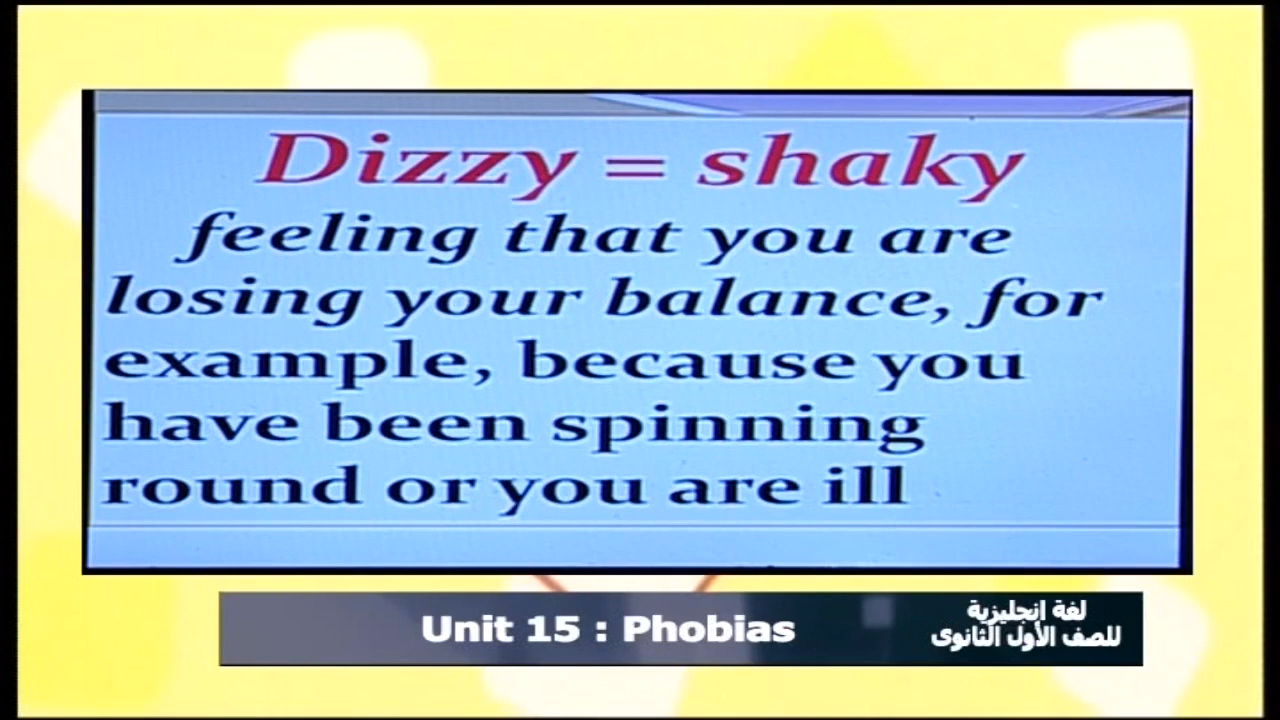 Dizzy = shaky
feeling that you are
losing your balance, for
example, because you
have been spinning
round or you are ill
Unit 15 : Phobias
لغة إنجليزية
للصف الأول الثانوى